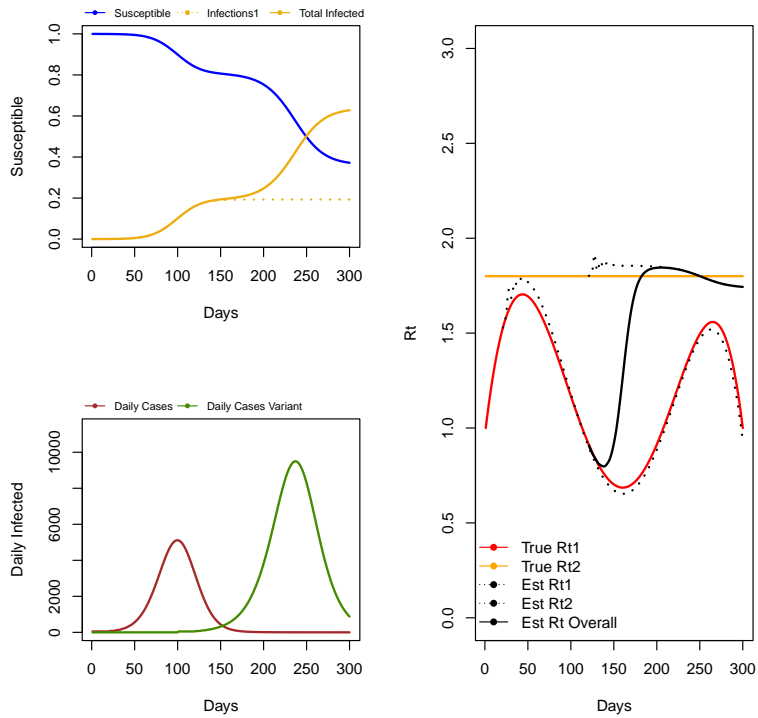 Susceptible Infections1 Total Infected
Susceptible
1.0
0.8
0.6
0.4
0.2
0.0
0 50 100 150 200 250 300
Days
Daily Cases Daily Cases Variant
Daily Infected
10000
6000
2000
0
0 50 100 150 200 250 300
Days
Rt
3.0
2.5
2.0
1.5
1.0
0.5
0.0
True Rt1
True Rt2
Est Rt1
Est Rt2
Est Rt Overall
0 50 100 150 200 250 300
Days